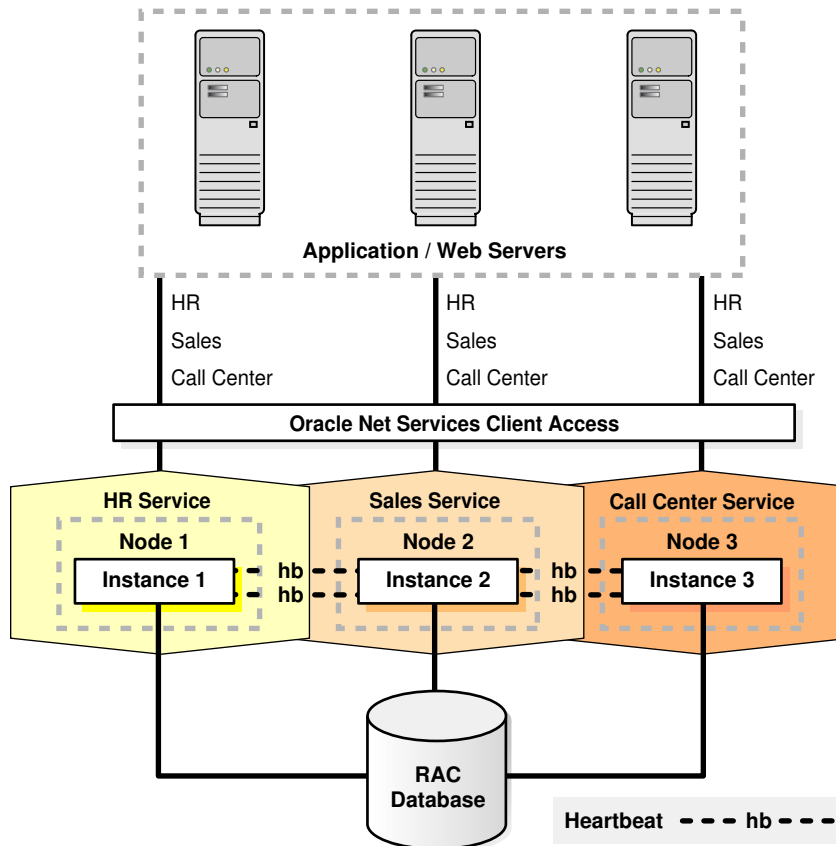 Application / Web Servers
HR
Sales
Call Center
HR
Sales
Call Center
HR
Sales
Call Center
Oracle Net Services Client Access
HR Service
Node 1
Instance 1
hb
hb
Sales Service
Node 2
Instance 2
hb
hb
Call Center Service
Node 3
Instance 3
RAC
Database
Heartbeat hb